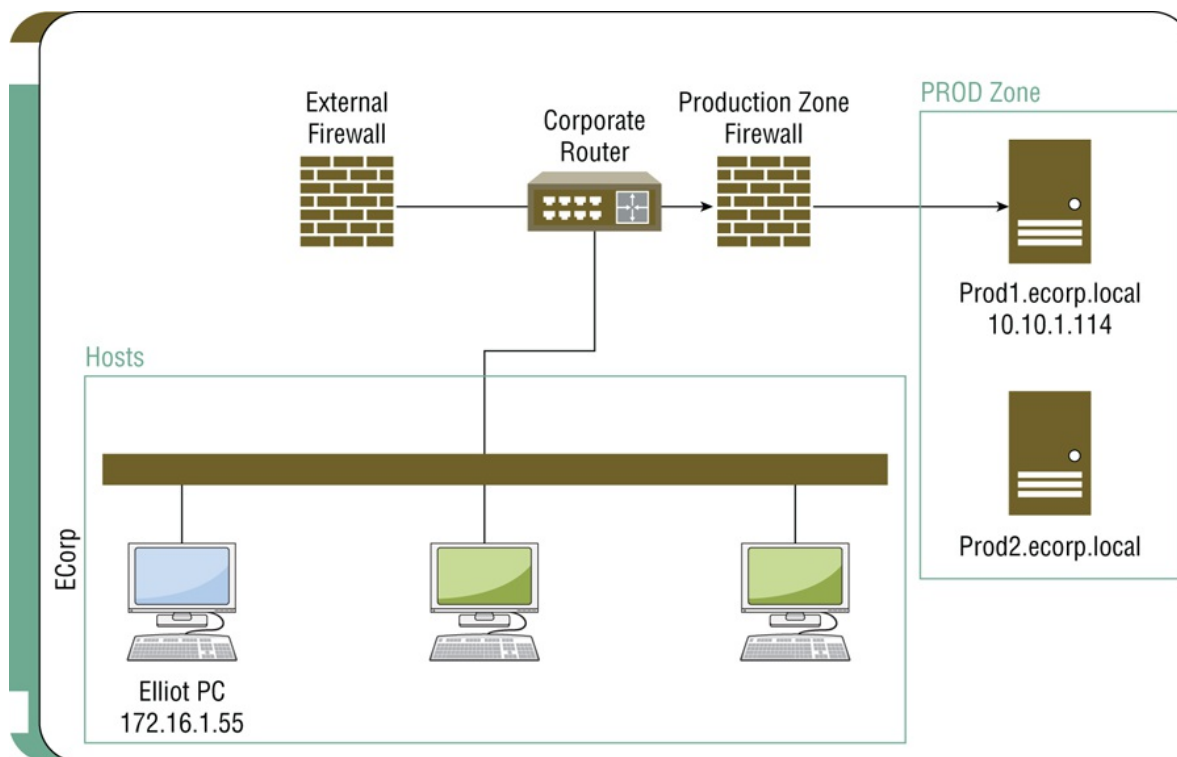 External
Firewall
Corporate
Router
Production Zone
Firewall
PROD Zone
Prod1.ecorp.local
10.10.1.114
Hosts
Prod2.ecorp.local
ECorp
Elliot PC
172.16.1.55